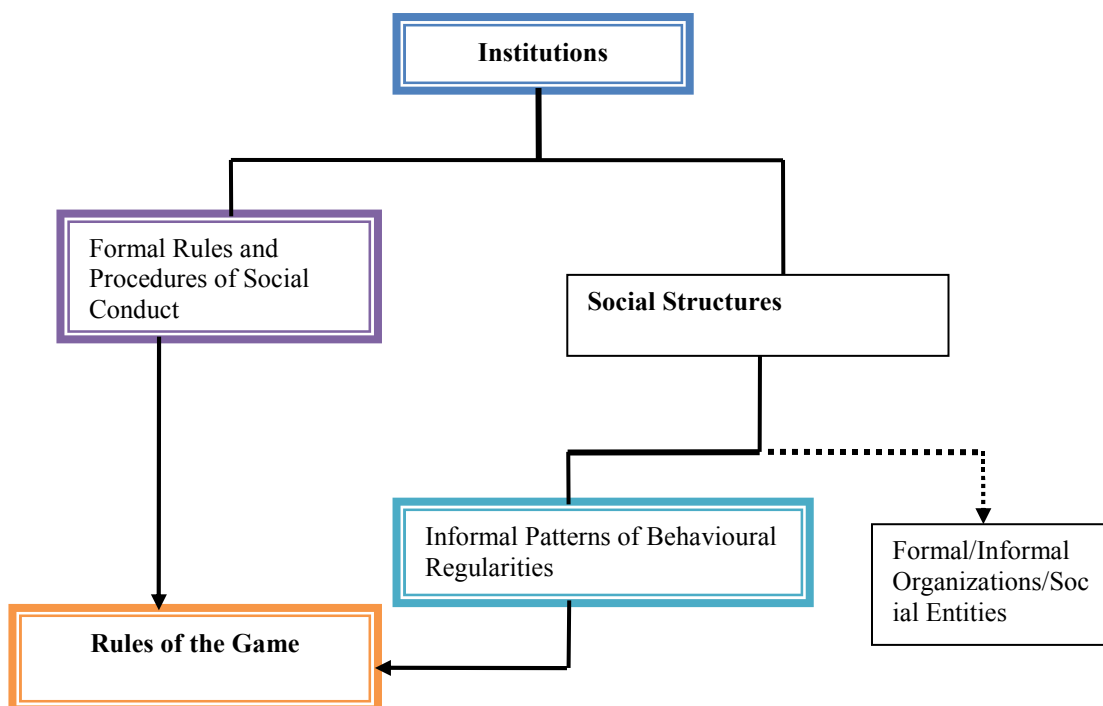 Institutions
Formal Rules and
Procedures of Social
Conduct
Social Structures
Informal Patterns of Behavioural
Regularities
Formal/Informal
Organizations/Soc
ial Entities
Rules of the Game